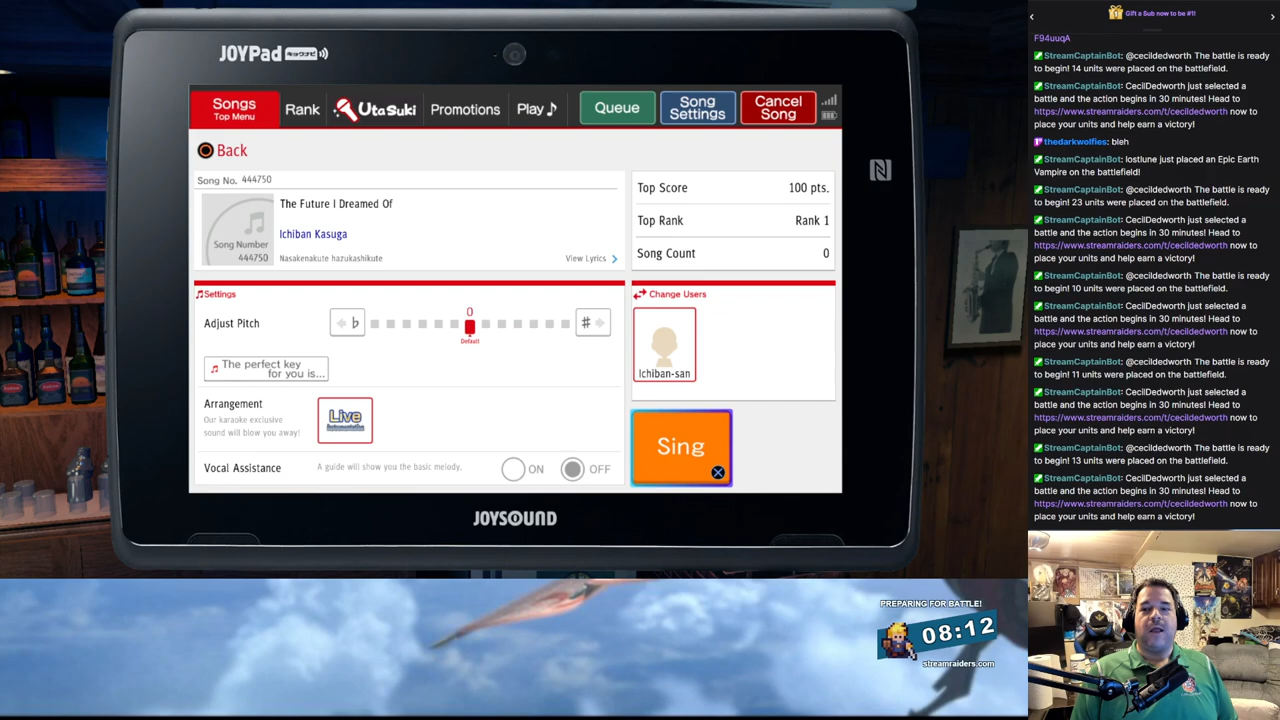 JOYPad キックナビ
Songs
Top Menu
Rank
UtaSuki
Promotions
Play♪
Queue
Song
Settings
Cancel
Song
Back
Song No. 444750
Song Number
444750
The Future I Dreamed Of
Ichiban Kasuga
Nasakenakute hazukashikute
View Lyrics
Top Score 100 pts.
Top Rank Rank 1
Song Count 0
Settings
Adjust Pitch
♭
0
Default
♯
The perfect key
for you is...
Arrangement
Our karaoke exclusive
sound will blow you away!
Live
Instrumentation
Vocal Assistance
A guide will show you the basic melody.
ON
OFF
Change Users
Ichiban-san
Sing
JOYSOUND
PREPARING FOR BATTLE!
08:12
streamraiders.com
Gift a Sub now to be #1!
F94uuqA
StreamCaptainBot: @cecildedworth The battle is ready
to begin! 14 units were placed on the battlefield.
StreamCaptainBot: CecilDedworth just selected a
battle and the action begins in 30 minutes! Head to
https://www.streamraiders.com/t/cecildedworth now to
place your units and help earn a victory!
thedarkwolfies: bleh
StreamCaptainBot: lostlune just placed an Epic Earth
Vampire on the battlefield!
StreamCaptainBot: @cecildedworth The battle is ready
to begin! 23 units were placed on the battlefield.
StreamCaptainBot: CecilDedworth just selected a
battle and the action begins in 30 minutes! Head to
https://www.streamraiders.com/t/cecildedworth now to
place your units and help earn a victory!
StreamCaptainBot: @cecildedworth The battle is ready
to begin! 10 units were placed on the battlefield.
StreamCaptainBot: CecilDedworth just selected a
battle and the action begins in 30 minutes! Head to
https://www.streamraiders.com/t/cecildedworth now to
place your units and help earn a victory!
StreamCaptainBot: @cecildedworth The battle is ready
to begin! 11 units were placed on the battlefield.
StreamCaptainBot: CecilDedworth just selected a
battle and the action begins in 30 minutes! Head to
https://www.streamraiders.com/t/cecildedworth now to
place your units and help earn a victory!
StreamCaptainBot: @cecildedworth The battle is ready
to begin! 13 units were placed on the battlefield.
StreamCaptainBot: CecilDedworth just selected a
battle and the action begins in 30 minutes! Head to
https://www.streamraiders.com/t/cecildedworth now to
place your units and help earn a victory!